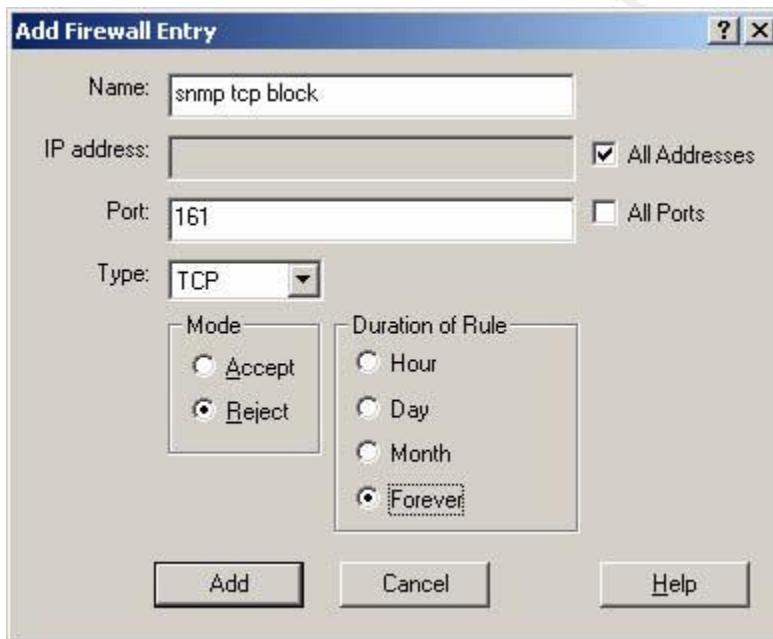 Add Firewall Entry
Name: snmp tcp block
IP address: All Addresses
Port: 161 All Ports
Type: TCP
Mode
Accept
Reject
Duration of Rule
Hour
Day
Month
Forever
Add Cancel Help